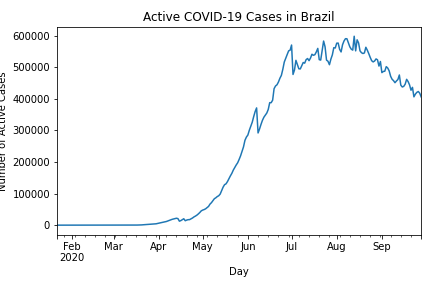 Active COVID-19 Cases in Brazil
Number of Active Cases
600000
500000
400000
300000
200000
100000
0
Feb
2020
Mar
Apr
May
Jun
Jul
Aug
Sep
Day